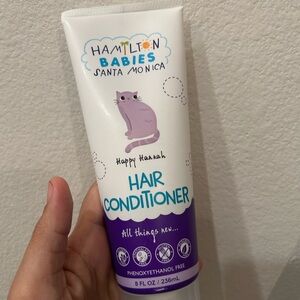 HAMILTON
BABIES
SANTA MONICA
Happy Hannah
HAIR
CONDITIONER
All things new...
PHENOXYETHANOL FREE
8 FL OZ / 236mL